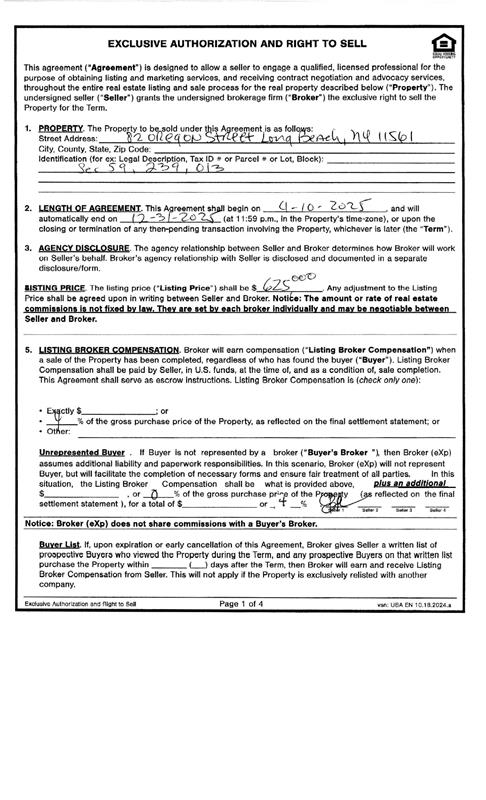 EXCLUSIVE AUTHORIZATION AND RIGHT TO SELL
This agreement ("Agreement") is designed to allow a seller to engage a qualified, licensed professional for the
purpose of obtaining listing and marketing services, and receiving contract negotiation and advocacy services,
throughout the entire real estate listing and sale process for the real property described below ("Property"). The
undersigned seller ("Seller") grants the undersigned brokerage firm ("Broker") the exclusive right to sell the
Property for the Term.
1. PROPERTY. The Property to be sold under this Agreement is as follows:
Street Address: 82 Oregon Street Long Beach, NY 11561
City, County, State, Zip Code:
Identification (for ex: Legal Description, Tax ID # or Parcel # or Lot, Block):
Sec 59, 239, 013
2. LENGTH OF AGREEMENT. This Agreement shall begin on 4-10-2025, and will
automatically end on 12-31-2025 (at 11:59 p.m., in the Property's time-zone), or upon the
closing or termination of any then-pending transaction involving the Property, whichever is later (the "Term").
3. AGENCY DISCLOSURE. The agency relationship between Seller and Broker determines how Broker will work
on Seller's behalf. Broker's agency relationship with Seller is disclosed and documented in a separate
disclosure/form.
LISTING PRICE. The listing price ("Listing Price") shall be $ 625000. Any adjustment to the Listing
Price shall be agreed upon in writing between Seller and Broker. Notice: The amount or rate of real estate
commissions is not fixed by law. They are set by each broker individually and may be negotiable between
Seller and Broker.
5. LISTING BROKER COMPENSATION. Broker will earn compensation ("Listing Broker Compensation") when
a sale of the Property has been completed, regardless of who has found the buyer ("Buyer"). Listing Broker
Compensation shall be paid by Seller, in U.S. funds, at the time of, and as a condition of, sale completion.
This Agreement shall serve as escrow instructions. Listing Broker Compensation is (check only one):
• Exactly $ ; or
• 4 % of the gross purchase price of the Property, as reflected on the final settlement statement; or
• Other:
Unrepresented Buyer . If Buyer is not represented by a broker ("Buyer's Broker "), then Broker (eXp)
assumes additional liability and paperwork responsibilities. In this scenario, Broker (eXp) will not represent
Buyer, but will facilitate the completion of necessary forms and ensure fair treatment of all parties. In this
situation, the Listing Broker Compensation shall be what is provided above, plus an additional
$ , or 0 % of the gross purchase price of the Property (as reflected on the final
settlement statement ), for a total of $ or 4 %
Seller 1 Seller 2 Seller 3 Seller 4
Notice: Broker (eXp) does not share commissions with a Buyer's Broker.
Buyer List. If, upon expiration or early cancellation of this Agreement, Broker gives Seller a written list of
prospective Buyers who viewed the Property during the Term, and any prospective Buyers on that written list
purchase the Property within ( ) days after the Term, then Broker will earn and receive Listing
Broker Compensation from Seller. This will not apply if the Property is exclusively relisted with another
company.
Exclusive Authorization and Right to Sell Page 1 of 4 van: USA EN 10.18.2024.a